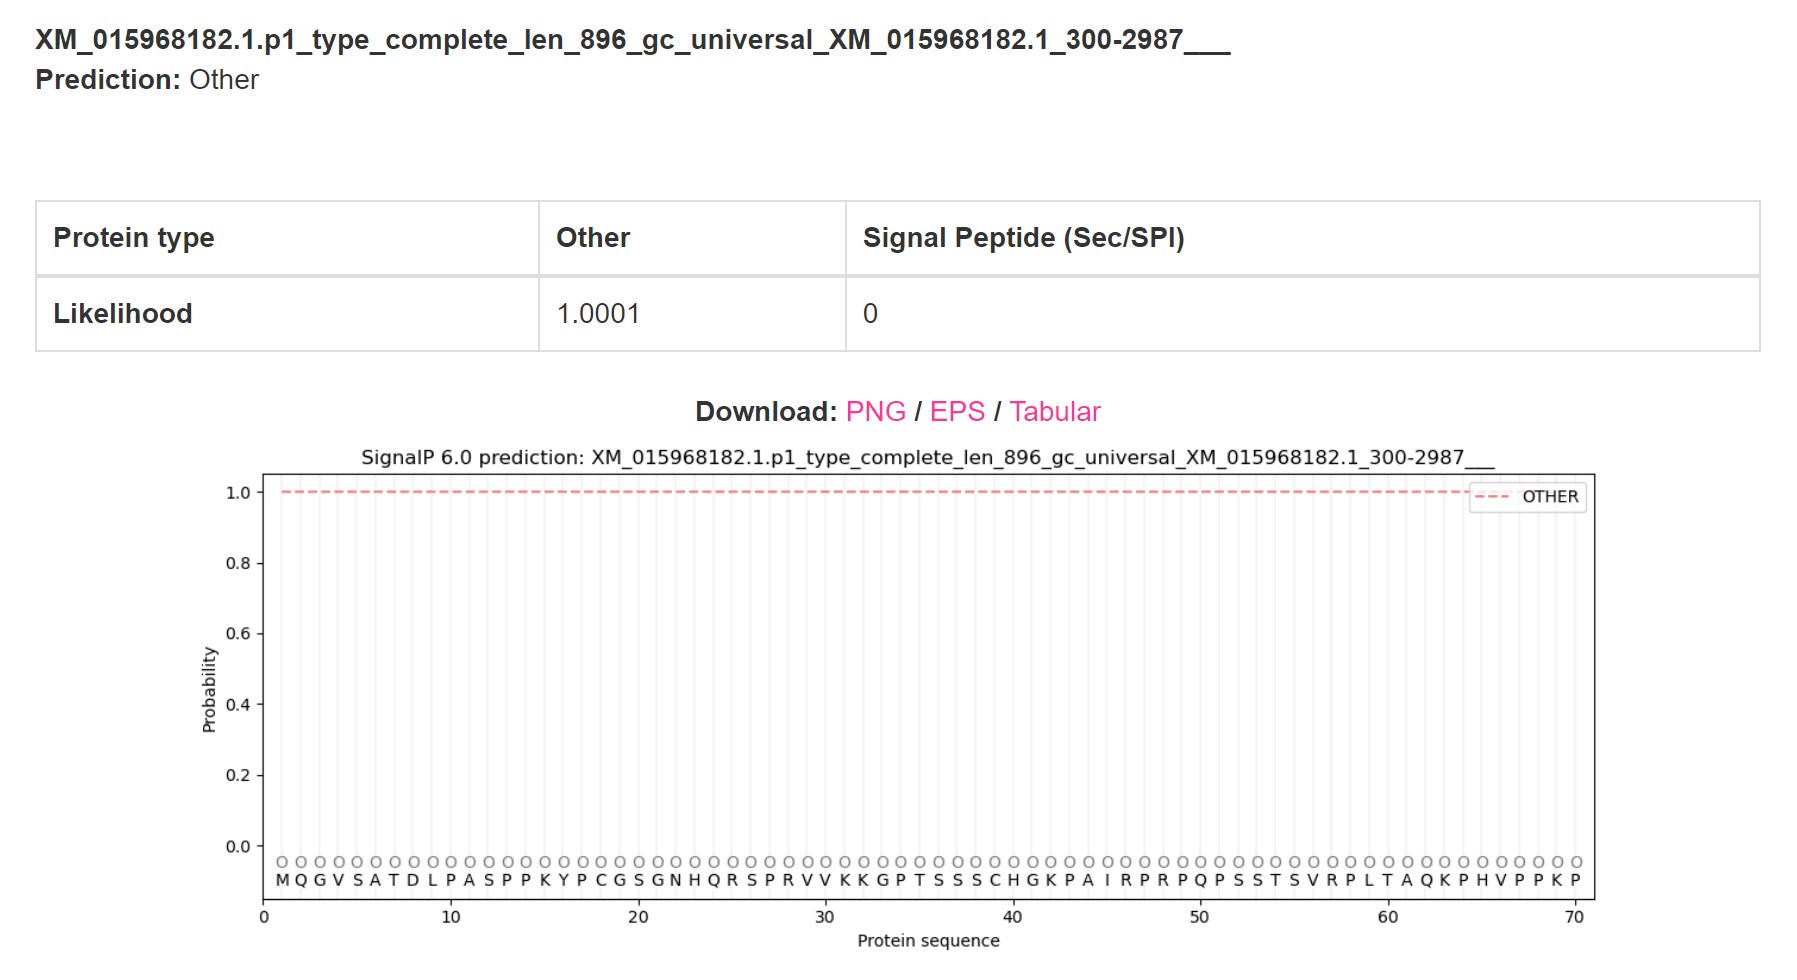 XM_015968182.1.p1_type_complete_len_896_gc_universal_XM_015968182.1_300-2987___
Prediction: Other
Protein type Other Signal Peptide (Sec/SPI)
Likelihood 1.0001 0
Download: PNG / EPS / Tabular
SignalP 6.0 prediction: XM_015968182.1.p1_type_complete_len_896_gc_universal_XM_015968182.1_300-2987___
OTHER
1.0
0.8
0.6
0.4
0.2
0.0
Probability
O O O O O O O O O O O O O O O O O O O O O O O O O O O O O O O O O O O O O O O O O O O O O O O O O O O O O O O O O O O O O O O O O O O O O O
M Q G V S A T D L P A S P P K Y P C G S G N H Q R S P R V V K K G P T S S S C H G K P A I R P R P Q P S S T S V R P L T A Q K P H V P P K P
0 10 20 30 40 50 60 70
Protein sequence